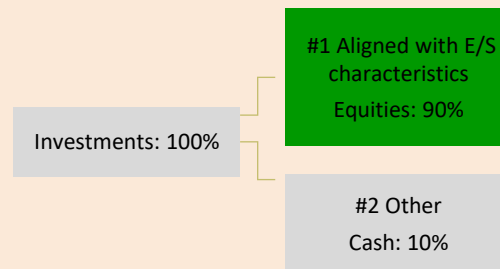 #1 Aligned with E/S
characteristics
Equities: 90%
Investments: 100%
#2 Other
Cash: 10%